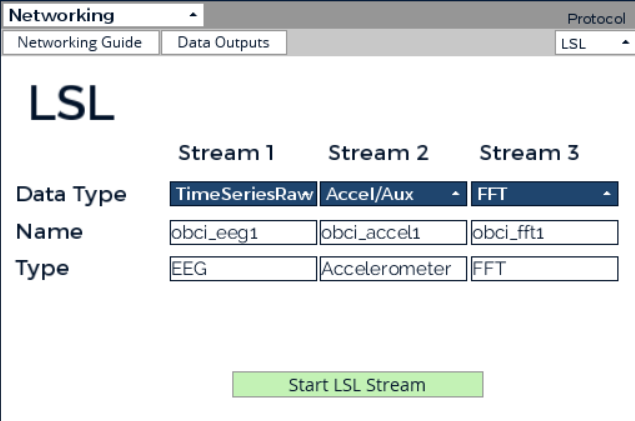 Networking
Protocol
Networking Guide Data Outputs LSL
LSL
Stream 1 Stream 2 Stream 3
Data Type TimeSeriesRaw Accel/Aux FFT
Name obci_eeg1 obci_accel1 obci_fft1
Type EEG Accelerometer FFT
Start LSL Stream